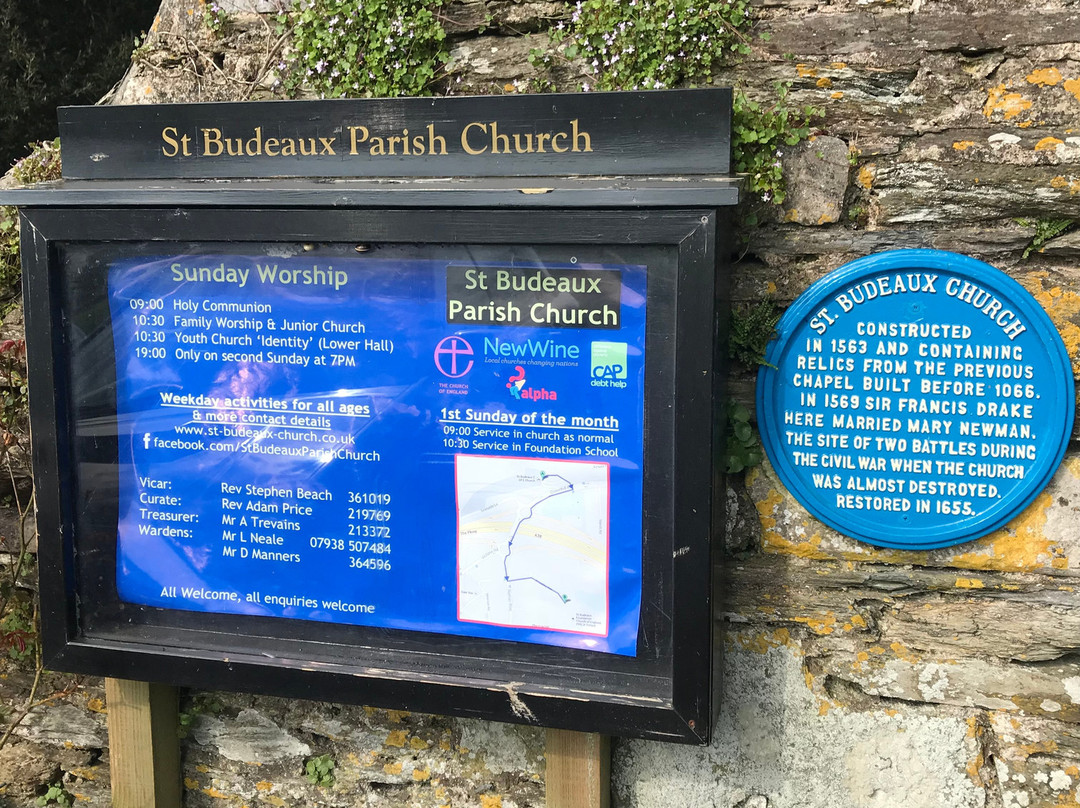 St Budeaux Parish Church
Sunday Worship
09:00 Holy Communion
10:30 Family Worship & Junior Church
10:30 Youth Church 'Identity' (Lower Hall)
19:00 Only on second Sunday at 7PM
Weekday activities for all ages
& more contact details
www.st-budeaux-church.co.uk
f facebook.com/StBudeauxParishChurch
Vicar: Rev Stephen Beach 361019
Curate: Rev Adam Price 219769
Treasurer: Mr A Trevains 213372
Wardens: Mr L Neale 07938 507484
Mr D Manners 364596
All Welcome, all enquiries welcome
St Budeaux
Parish Church
THE CHURCH
OF ENGLAND
NewWine
Local churches changing nations
alpha
CAP
debt help
1st Sunday of the month
09:00 Service in church as normal
10:30 Service in Foundation School
ST. BUDEAUX CHURCH
CONSTRUCTED
IN 1563 AND CONTAINING
RELICS FROM THE PREVIOUS
CHAPEL BUILT BEFORE 1066.
IN 1569 SIR FRANCIS DRAKE
HERE MARRIED MARY NEWMAN.
THE SITE OF TWO BATTLES DURING
THE CIVIL WAR WHEN THE CHURCH
WAS ALMOST DESTROYED.
RESTORED IN 1655.